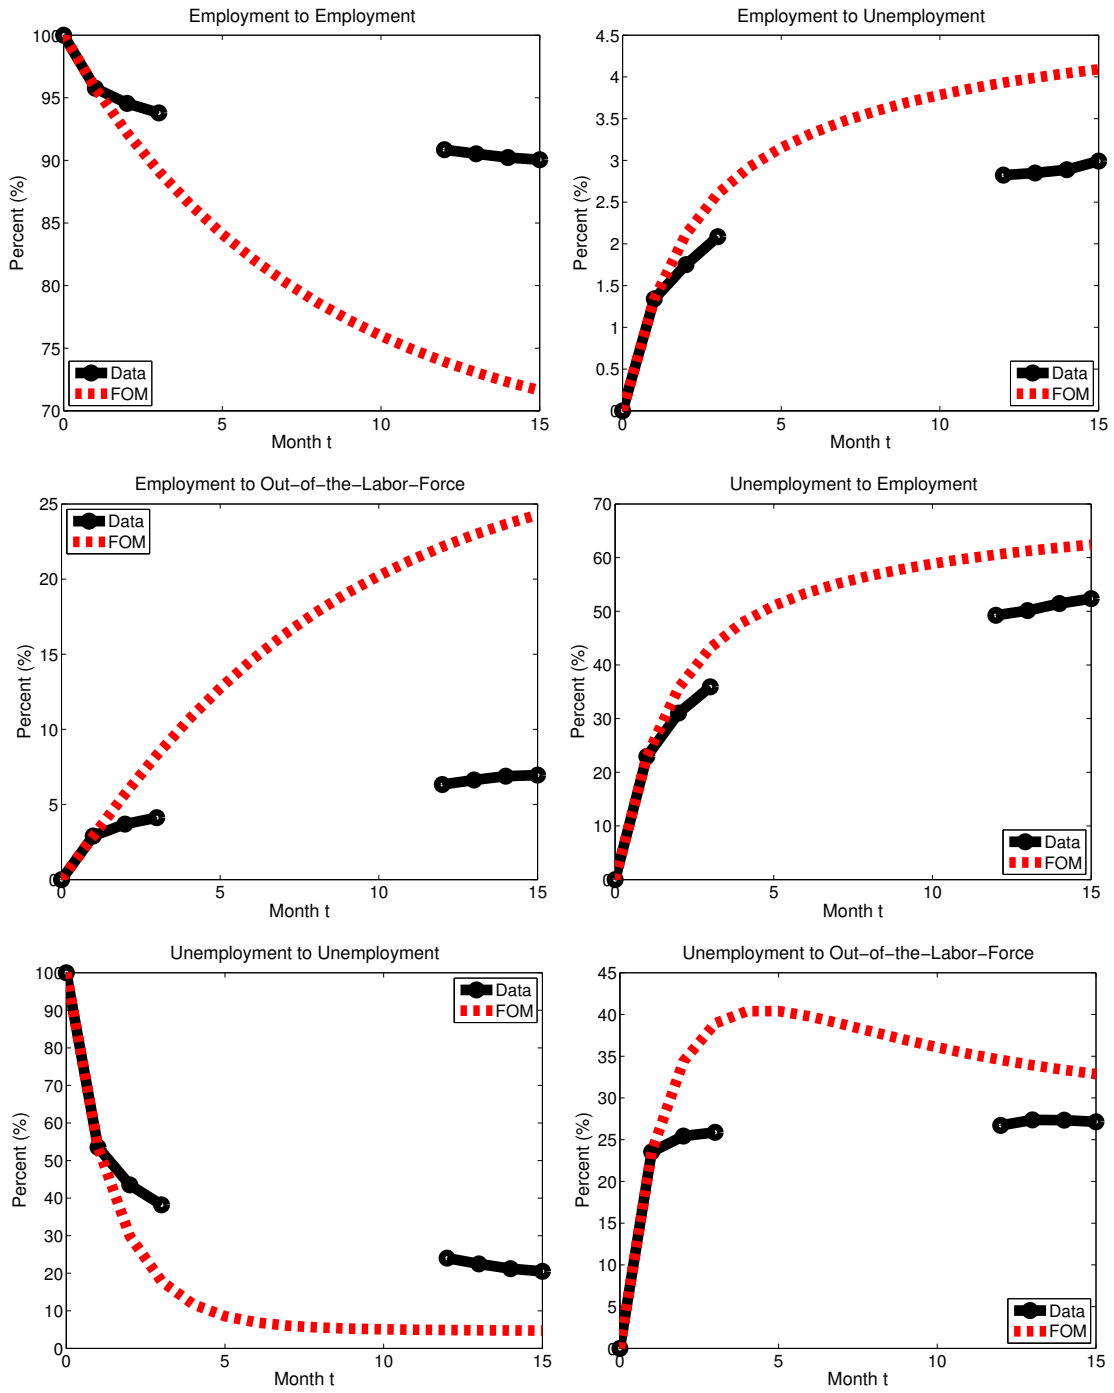 Employment to Employment
Percent (%)
100
95
90
85
80
75
70
0
5
10
15
Month t
Data
FOM
Employment to Unemployment
Percent (%)
4.5
4
3.5
3
2.5
2
1.5
1
0.5
0
0
5
10
15
Month t
Data
FOM
Employment to Out-of-the-Labor-Force
Percent (%)
25
20
15
10
5
0
0
5
10
15
Month t
Data
FOM
Unemployment to Employment
Percent (%)
70
60
50
40
30
20
10
0
0
5
10
15
Month t
Data
FOM
Unemployment to Unemployment
Percent (%)
100
90
80
70
60
50
40
30
20
10
0
0
5
10
15
Month t
Data
FOM
Unemployment to Out-of-the-Labor-Force
Percent (%)
45
40
35
30
25
20
15
10
5
0
0
5
10
15
Month t
Data
FOM